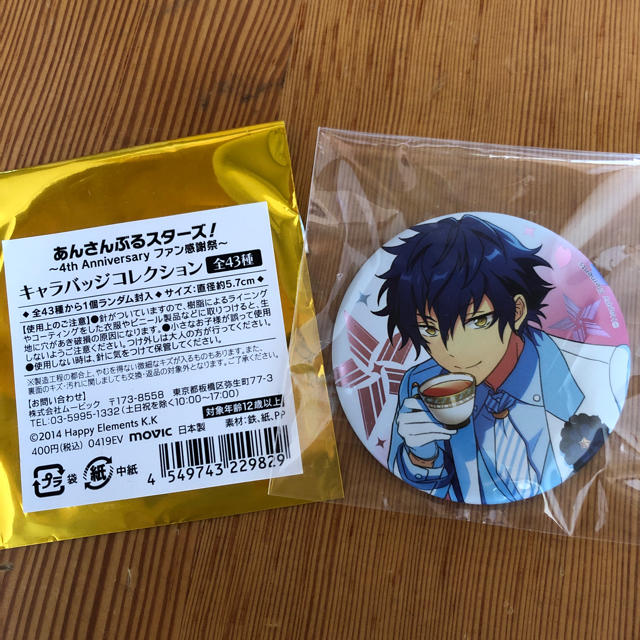 あんさんぶるスターズ！
～4th Anniversary ファン感謝祭～
キャラバッジコレクション 全43種
◆全43種から1個ランダム封入◆サイズ:直径約5.7cm◆
【使用上のご注意】●針がついていますので、樹脂によるライニング
やコーティングをした衣服やビニール製品などに取りつけると、生
地に穴があき破損の原因になります。●小さなお子様が誤って使用
しないようご注意ください。つけ外しは大人の方が行ってください。
●使用しない時は、針に気をつけて保管してください。
※製造工程の都合上、やむを得ない微細なキズが入るものもあります。また、
裏面のキズ・汚れに関しましても交換・返品の対象外となります。ご了承ください。
【お問い合わせ】
株式会社ムービック 〒173-8558 東京都板橋区弥生町77-3
TEL:03-5995-1332(土日祝を除く10:00～17:00)
対象年齢12歳以上
©2014 Happy Elements K.K
400円(税込) 0419EV movic 日本製 素材:鉄、紙、PP
プラ 袋 紙 中紙
4 549743 229829